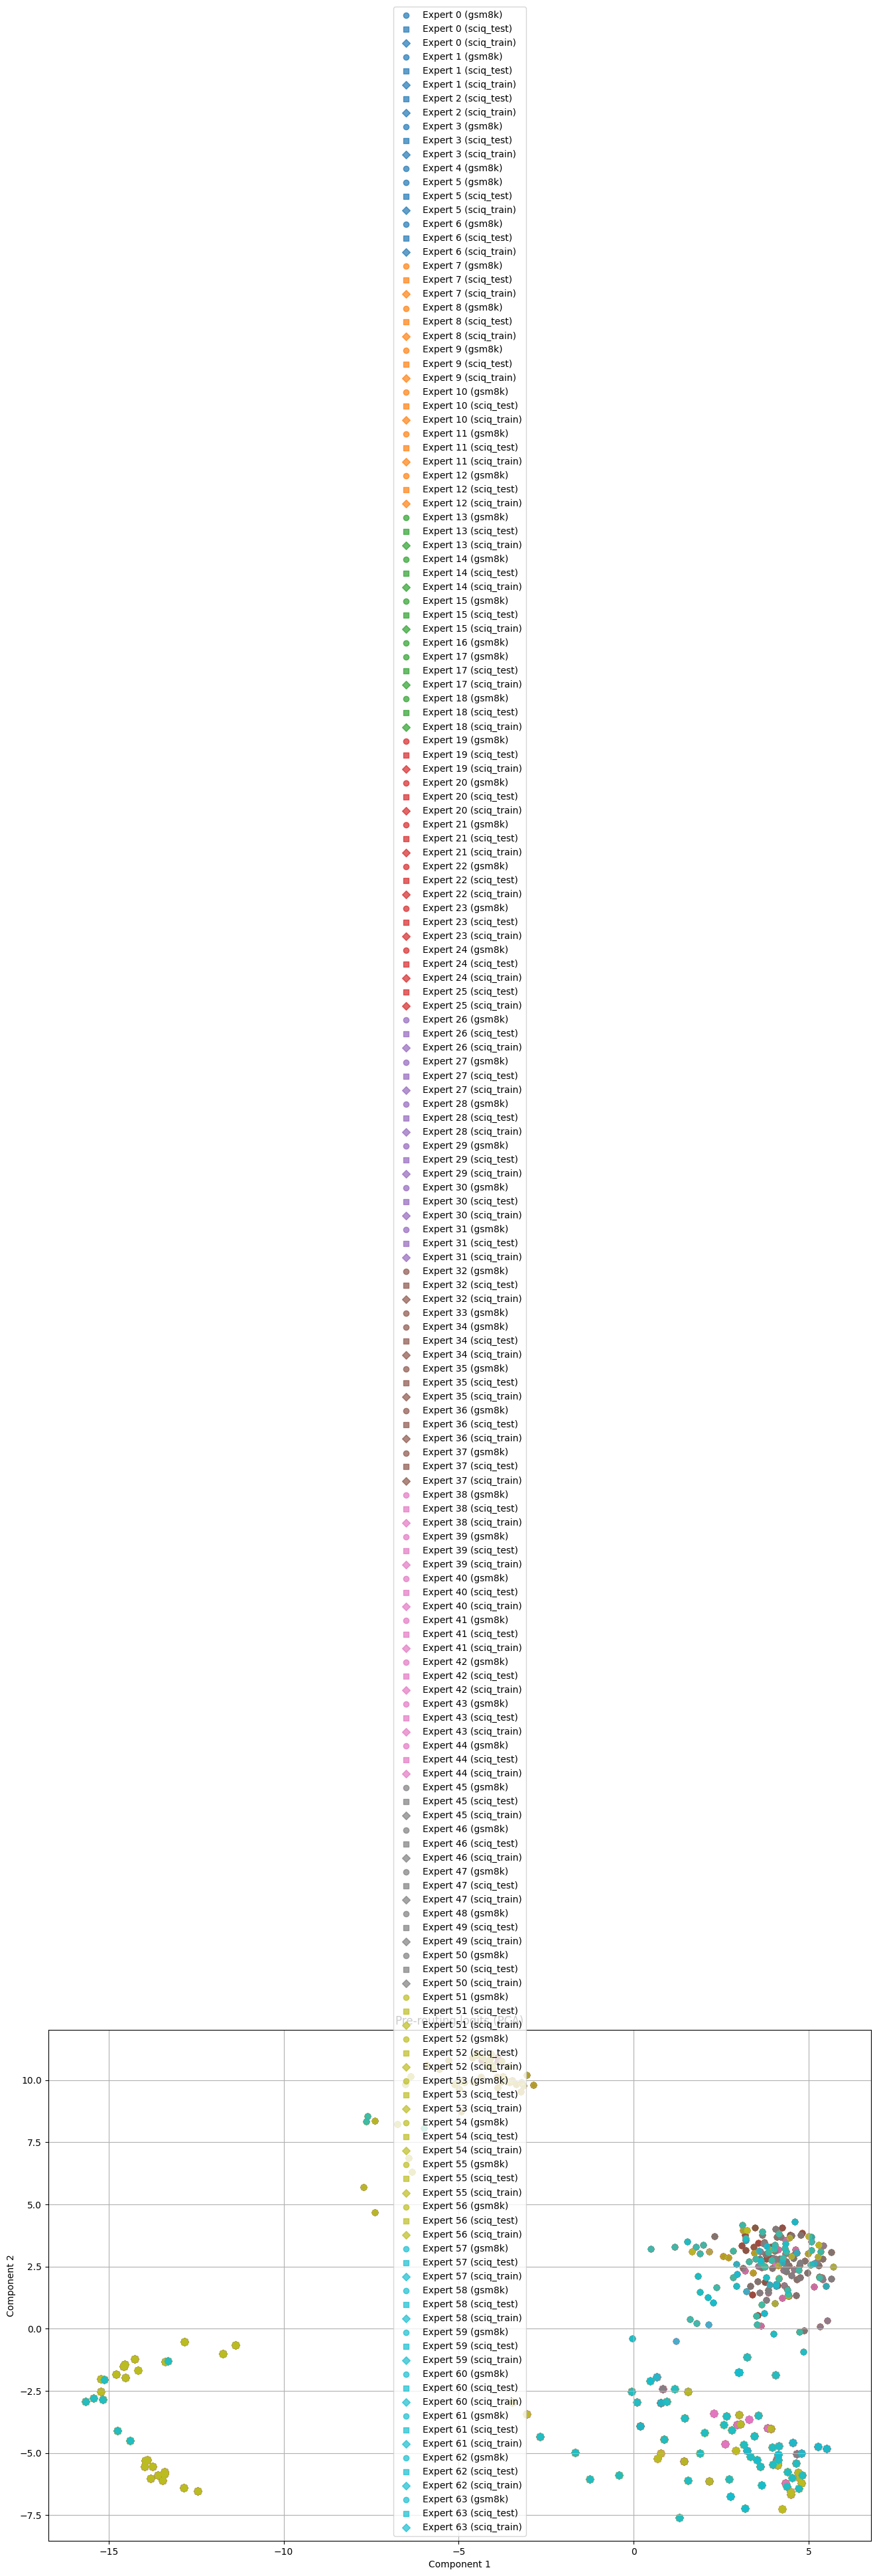 Expert 0 (gsm8k)
Expert 0 (sciq_test)
Expert 0 (sciq_train)
Expert 1 (gsm8k)
Expert 1 (sciq_test)
Expert 1 (sciq_train)
Expert 2 (sciq_test)
Expert 2 (sciq_train)
Expert 3 (gsm8k)
Expert 3 (sciq_test)
Expert 3 (sciq_train)
Expert 4 (gsm8k)
Expert 5 (gsm8k)
Expert 5 (sciq_test)
Expert 5 (sciq_train)
Expert 6 (gsm8k)
Expert 6 (sciq_test)
Expert 6 (sciq_train)
Expert 7 (gsm8k)
Expert 7 (sciq_test)
Expert 7 (sciq_train)
Expert 8 (gsm8k)
Expert 8 (sciq_test)
Expert 8 (sciq_train)
Expert 9 (gsm8k)
Expert 9 (sciq_test)
Expert 9 (sciq_train)
Expert 10 (gsm8k)
Expert 10 (sciq_test)
Expert 10 (sciq_train)
Expert 11 (gsm8k)
Expert 11 (sciq_test)
Expert 11 (sciq_train)
Expert 12 (gsm8k)
Expert 12 (sciq_test)
Expert 12 (sciq_train)
Expert 13 (gsm8k)
Expert 13 (sciq_test)
Expert 13 (sciq_train)
Expert 14 (gsm8k)
Expert 14 (sciq_test)
Expert 14 (sciq_train)
Expert 15 (gsm8k)
Expert 15 (sciq_test)
Expert 15 (sciq_train)
Expert 16 (gsm8k)
Expert 17 (gsm8k)
Expert 17 (sciq_test)
Expert 17 (sciq_train)
Expert 18 (gsm8k)
Expert 18 (sciq_test)
Expert 18 (sciq_train)
Expert 19 (gsm8k)
Expert 19 (sciq_test)
Expert 19 (sciq_train)
Expert 20 (gsm8k)
Expert 20 (sciq_test)
Expert 20 (sciq_train)
Expert 21 (gsm8k)
Expert 21 (sciq_test)
Expert 21 (sciq_train)
Expert 22 (gsm8k)
Expert 22 (sciq_test)
Expert 22 (sciq_train)
Expert 23 (gsm8k)
Expert 23 (sciq_test)
Expert 23 (sciq_train)
Expert 24 (gsm8k)
Expert 24 (sciq_test)
Expert 24 (sciq_train)
Expert 25 (sciq_test)
Expert 25 (sciq_train)
Expert 26 (gsm8k)
Expert 26 (sciq_test)
Expert 26 (sciq_train)
Expert 27 (gsm8k)
Expert 27 (sciq_test)
Expert 27 (sciq_train)
Expert 28 (gsm8k)
Expert 28 (sciq_test)
Expert 28 (sciq_train)
Expert 29 (gsm8k)
Expert 29 (sciq_test)
Expert 29 (sciq_train)
Expert 30 (gsm8k)
Expert 30 (sciq_test)
Expert 30 (sciq_train)
Expert 31 (gsm8k)
Expert 31 (sciq_test)
Expert 31 (sciq_train)
Expert 32 (gsm8k)
Expert 32 (sciq_test)
Expert 32 (sciq_train)
Expert 33 (gsm8k)
Expert 34 (gsm8k)
Expert 34 (sciq_test)
Expert 34 (sciq_train)
Expert 35 (gsm8k)
Expert 35 (sciq_test)
Expert 35 (sciq_train)
Expert 36 (gsm8k)
Expert 36 (sciq_test)
Expert 36 (sciq_train)
Expert 37 (gsm8k)
Expert 37 (sciq_test)
Expert 37 (sciq_train)
Expert 38 (gsm8k)
Expert 38 (sciq_test)
Expert 38 (sciq_train)
Expert 39 (gsm8k)
Expert 39 (sciq_test)
Expert 39 (sciq_train)
Expert 40 (gsm8k)
Expert 40 (sciq_test)
Expert 40 (sciq_train)
Expert 41 (gsm8k)
Expert 41 (sciq_test)
Expert 41 (sciq_train)
Expert 42 (gsm8k)
Expert 42 (sciq_test)
Expert 42 (sciq_train)
Expert 43 (gsm8k)
Expert 43 (sciq_test)
Expert 43 (sciq_train)
Expert 44 (gsm8k)
Expert 44 (sciq_test)
Expert 44 (sciq_train)
Expert 45 (gsm8k)
Expert 45 (sciq_test)
Expert 45 (sciq_train)
Expert 46 (gsm8k)
Expert 46 (sciq_test)
Expert 46 (sciq_train)
Expert 47 (gsm8k)
Expert 47 (sciq_test)
Expert 47 (sciq_train)
Expert 48 (gsm8k)
Expert 49 (sciq_test)
Expert 49 (sciq_train)
Expert 50 (gsm8k)
Expert 50 (sciq_test)
Expert 50 (sciq_train)
Expert 51 (gsm8k)
Expert 51 (sciq_test)
Expert 51 (sciq_train)
Expert 52 (gsm8k)
Expert 52 (sciq_test)
Expert 52 (sciq_train)
Expert 53 (gsm8k)
Expert 53 (sciq_test)
Expert 53 (sciq_train)
Expert 54 (gsm8k)
Expert 54 (sciq_test)
Expert 54 (sciq_train)
Expert 55 (gsm8k)
Expert 55 (sciq_test)
Expert 55 (sciq_train)
Expert 56 (gsm8k)
Expert 56 (sciq_test)
Expert 56 (sciq_train)
Expert 57 (gsm8k)
Expert 57 (sciq_test)
Expert 57 (sciq_train)
Expert 58 (gsm8k)
Expert 58 (sciq_test)
Expert 58 (sciq_train)
Expert 59 (gsm8k)
Expert 59 (sciq_test)
Expert 59 (sciq_train)
Expert 60 (gsm8k)
Expert 60 (sciq_test)
Expert 60 (sciq_train)
Expert 61 (gsm8k)
Expert 61 (sciq_test)
Expert 61 (sciq_train)
Expert 62 (gsm8k)
Expert 62 (sciq_test)
Expert 62 (sciq_train)
Expert 63 (gsm8k)
Expert 63 (sciq_test)
Expert 63 (sciq_train)
Pre-routing logits (PCA)
10.0
7.5
5.0
2.5
0.0
−2.5
−5.0
−7.5
Component 2
−15
−10
−5
0
5
Component 1